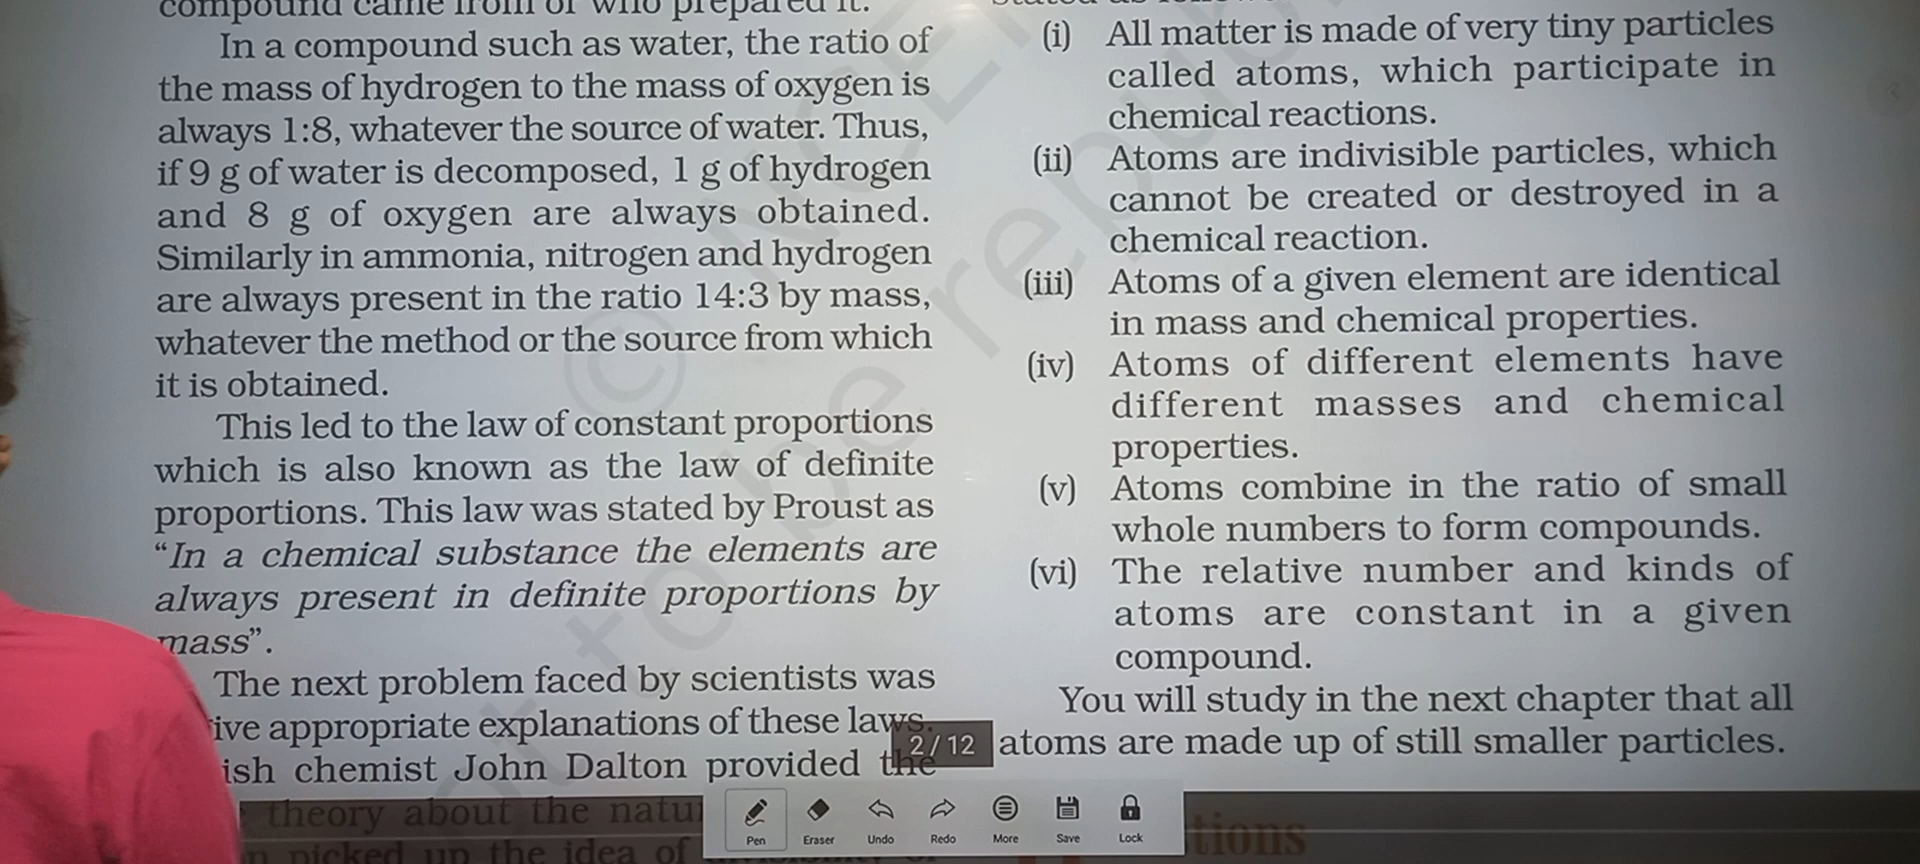 In a compound such as water, the ratio of
the mass of hydrogen to the mass of oxygen is
always 1:8, whatever the source of water. Thus,
if 9 g of water is decomposed, 1 g of hydrogen
and 8 g of oxygen are always obtained.
Similarly in ammonia, nitrogen and hydrogen
are always present in the ratio 14:3 by mass,
whatever the method or the source from which
it is obtained.
This led to the law of constant proportions
which is also known as the law of definite
proportions. This law was stated by Proust as
“In a chemical substance the elements are
always present in definite proportions by
mass”.
The next problem faced by scientists was
appropriate explanations of these laws.
chemist John Dalton provided the
theory about the
picked up the idea of
(i) All matter is made of very tiny particles
called atoms, which participate in
chemical reactions.
(ii) Atoms are indivisible particles, which
cannot be created or destroyed in a
chemical reaction.
(iii) Atoms of a given element are identical
in mass and chemical properties.
(iv) Atoms of different elements have
different masses and chemical
properties.
(v) Atoms combine in the ratio of small
whole numbers to form compounds.
(vi) The relative number and kinds of
atoms are constant in a given
compound.
You will study in the next chapter that all
atoms are made up of still smaller particles.
2/12
Pen Eraser Undo Redo More Save Lock